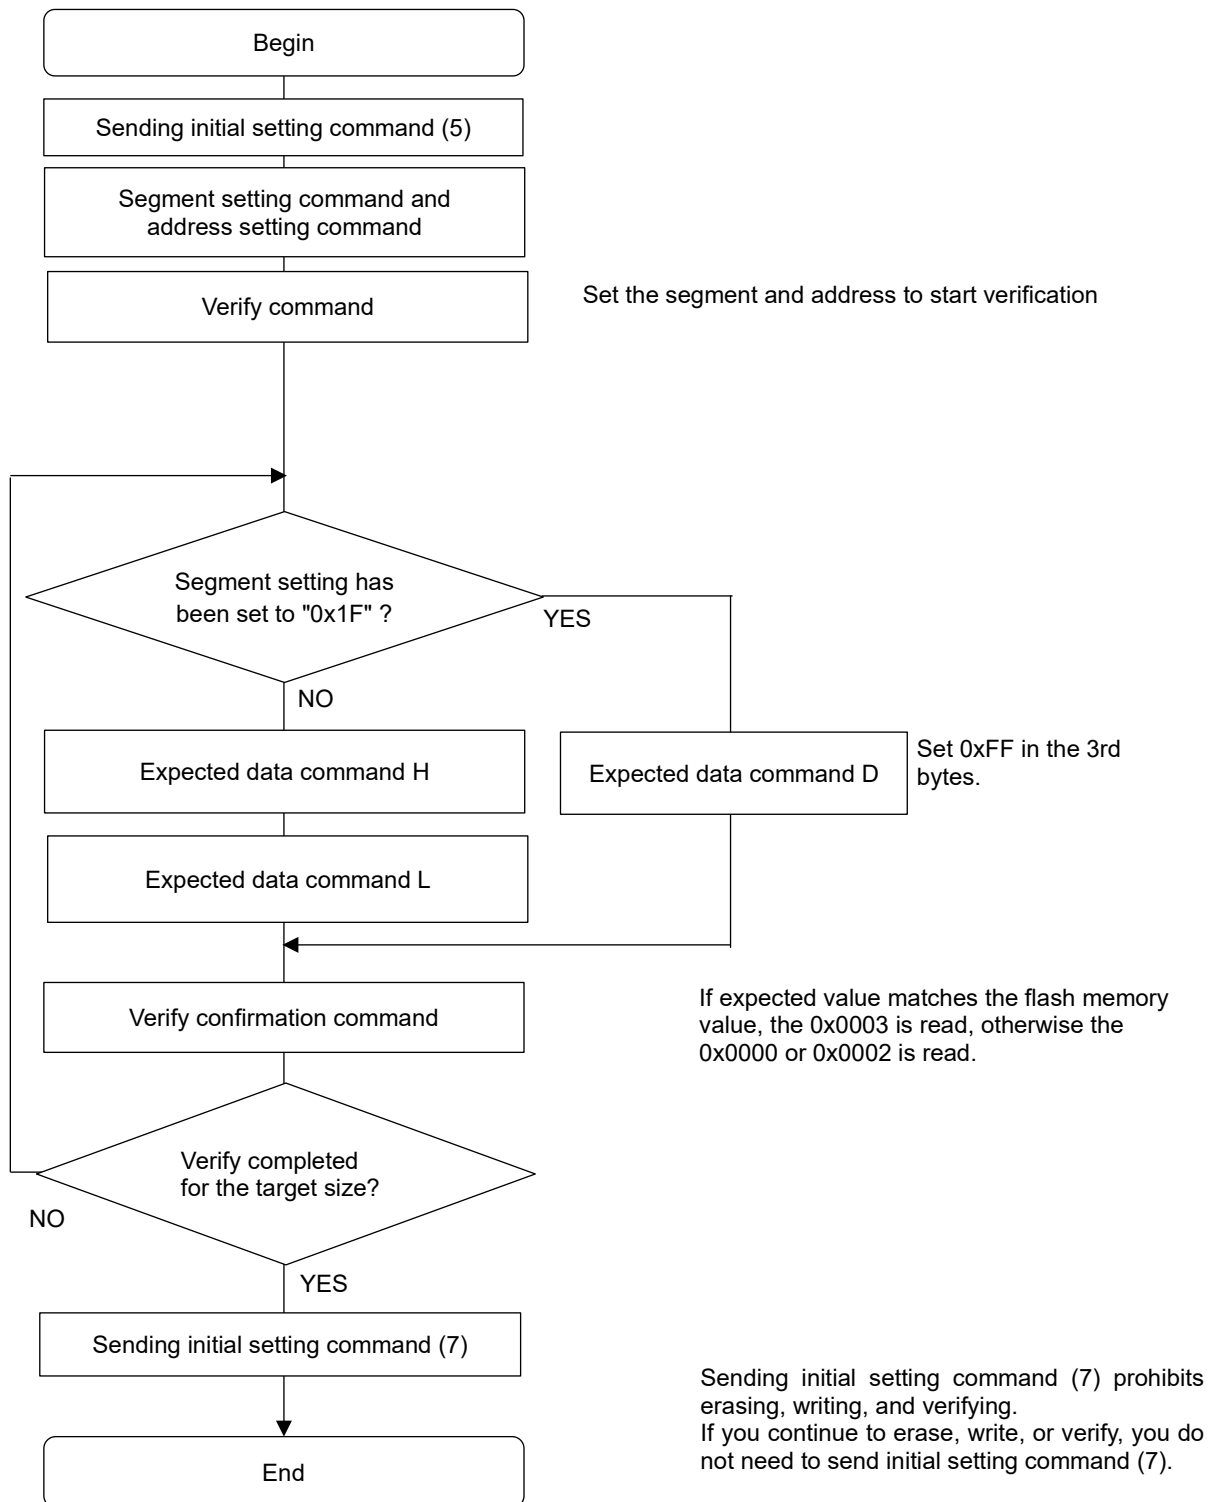 Begin
Sending initial setting command (5)
Segment setting command and
address setting command
Verify command
Set the segment and address to start verification
Segment setting has
been set to "0x1F" ?
YES
NO
Expected data command H
Expected data command D
Set 0xFF in the 3rd
bytes.
Expected data command L
Verify confirmation command
If expected value matches the flash memory
value, the 0x0003 is read, otherwise the
0x0000 or 0x0002 is read.
Verify completed
for the target size?
NO
YES
Sending initial setting command (7)
Sending initial setting command (7) prohibits
erasing, writing, and verifying.
If you continue to erase, write, or verify, you do
not need to send initial setting command (7).
End